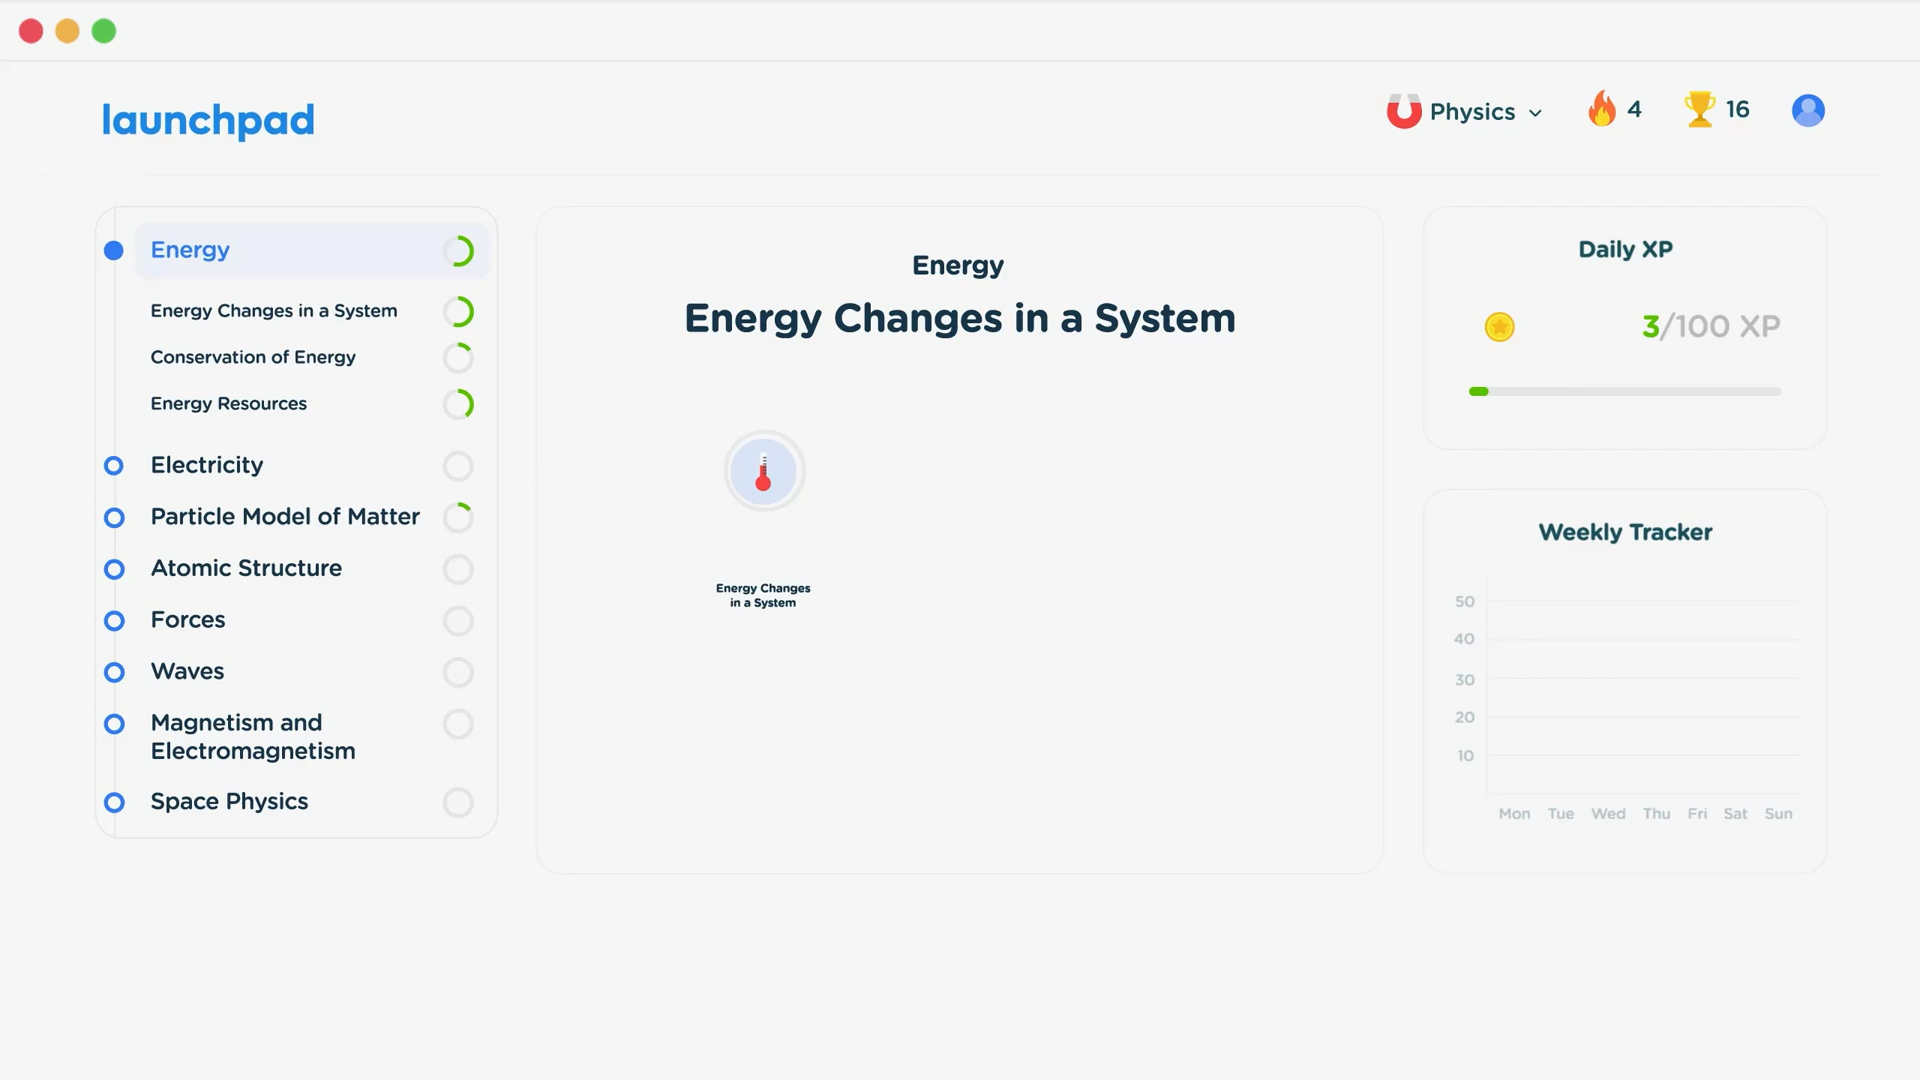 launchpad
Physics
4
16
Energy
Energy Changes in a System
Conservation of Energy
Energy Resources
Electricity
Particle Model of Matter
Atomic Structure
Forces
Waves
Magnetism and
Electromagnetism
Space Physics
Energy
Energy Changes in a System
Energy Changes
in a System
Daily XP
3/100 XP
Weekly Tracker
50
40
30
20
10
Mon Tue Wed Thu Fri Sat Sun